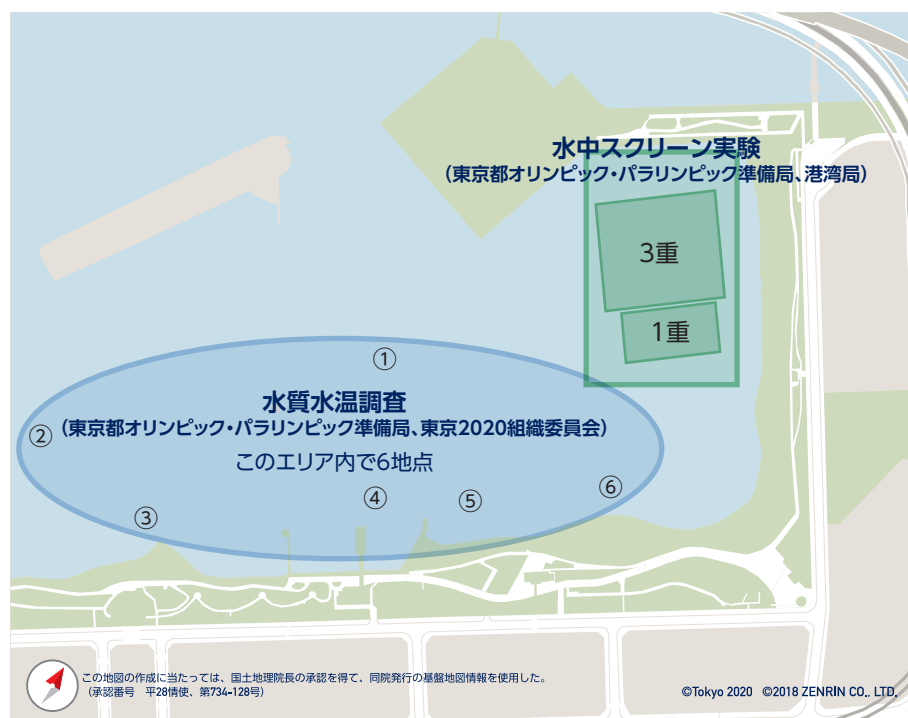 水中スクリーン実験
(東京都オリンピック・パラリンピック準備局、港湾局)
3重
1重
①
水質水温調査
② (東京都オリンピック・パラリンピック準備局、東京2020組織委員会)
このエリア内で6地点
③
④
⑤
⑥
この地図の作成に当たっては、国土地理院長の承認を得て、同院発行の基盤地図情報を使用した。
(承認番号 平28情使、第734-128号)
©Tokyo 2020 ©2018 ZENRIN CO., LTD.